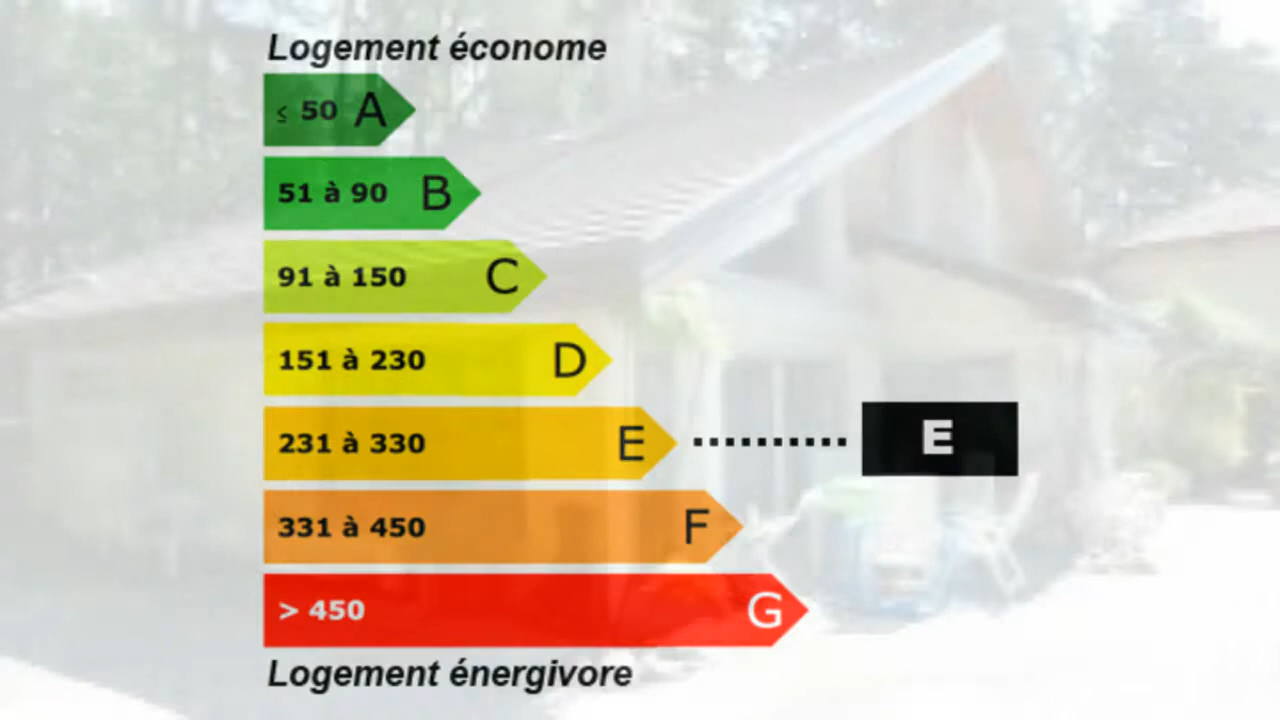 Logement économe
≤ 50 A
51 à 90 B
91 à 150 C
151 à 230 D
231 à 330 E
E
331 à 450 F
> 450 G
Logement énergivore